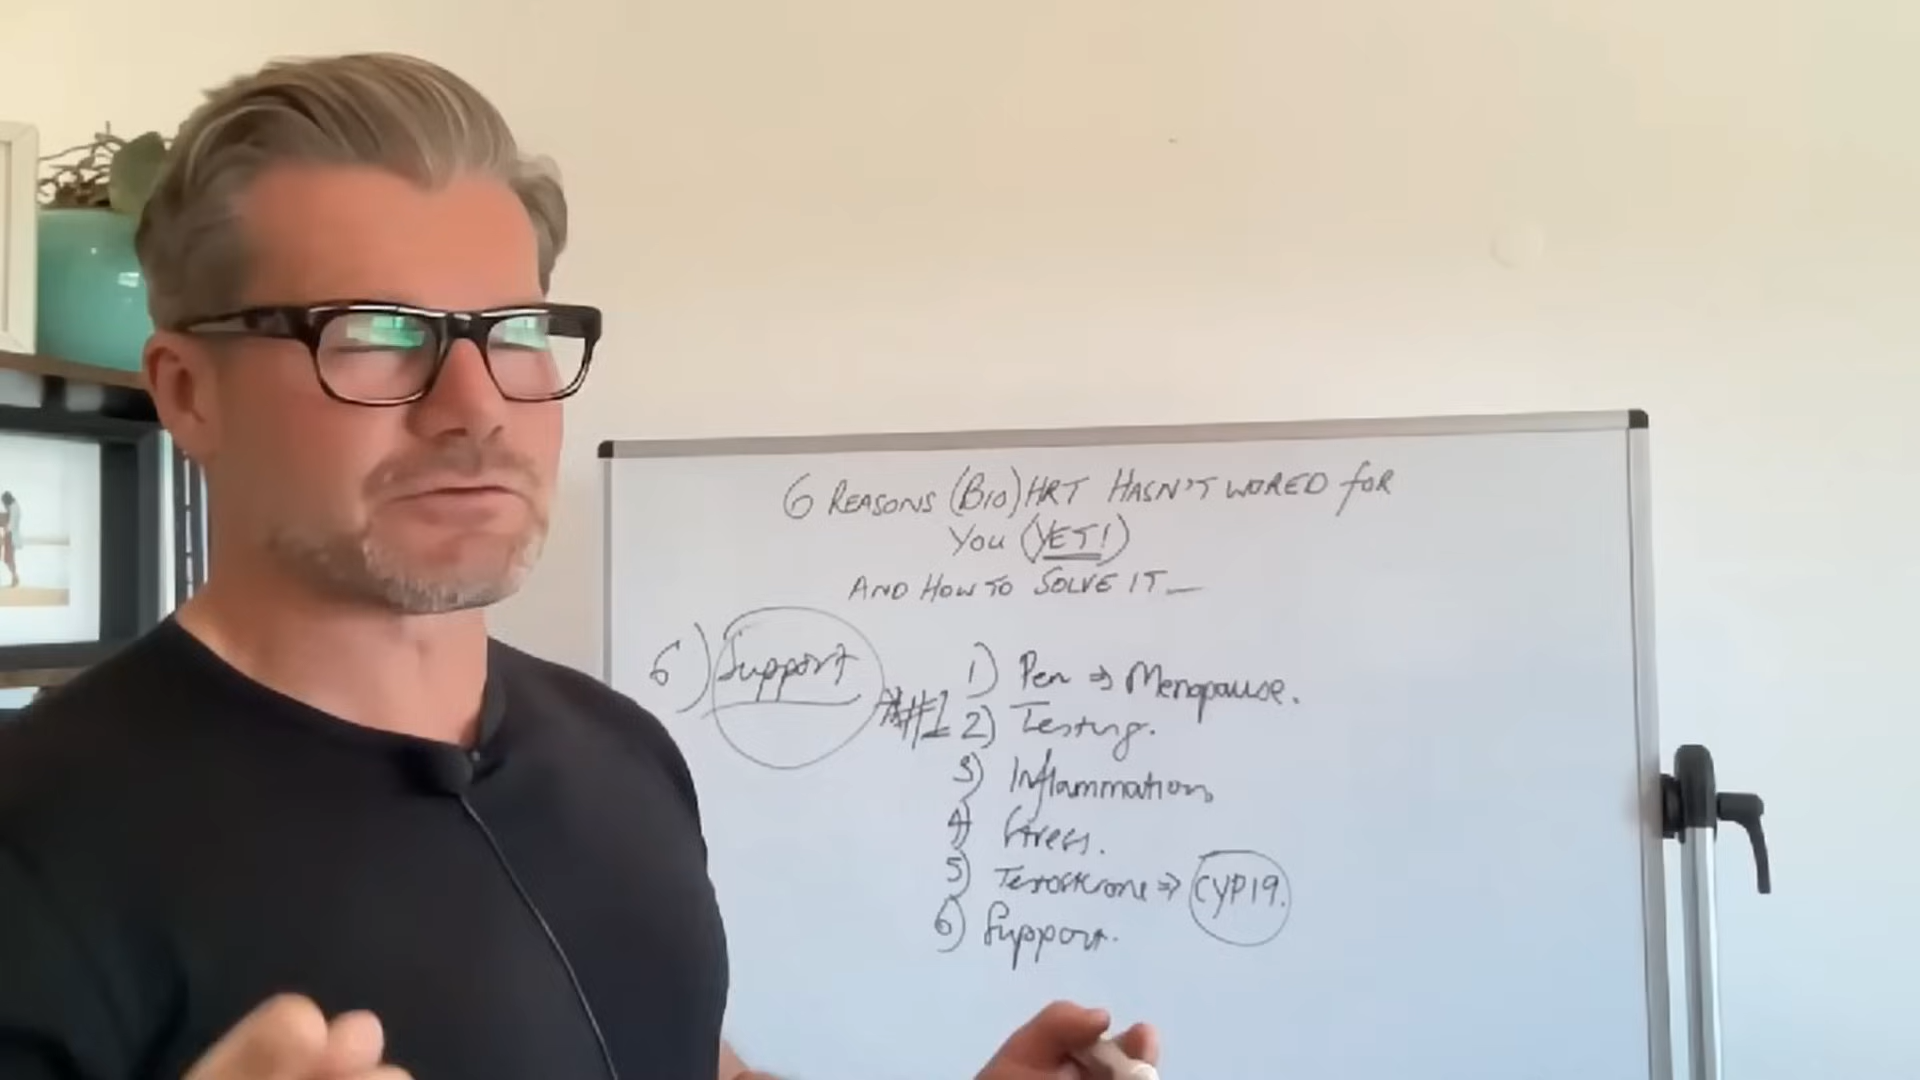 6 REASONS (BIO)HRT HASN'T WORED FOR
YOU (YET!)
AND HOW TO SOLVE IT_
6) Support
#1
1) Peri ⇒ Menopause.
2) Testing.
3) Inflammation
4) Stress.
5) Testosterone ⇒ CYP19.
6) Support.